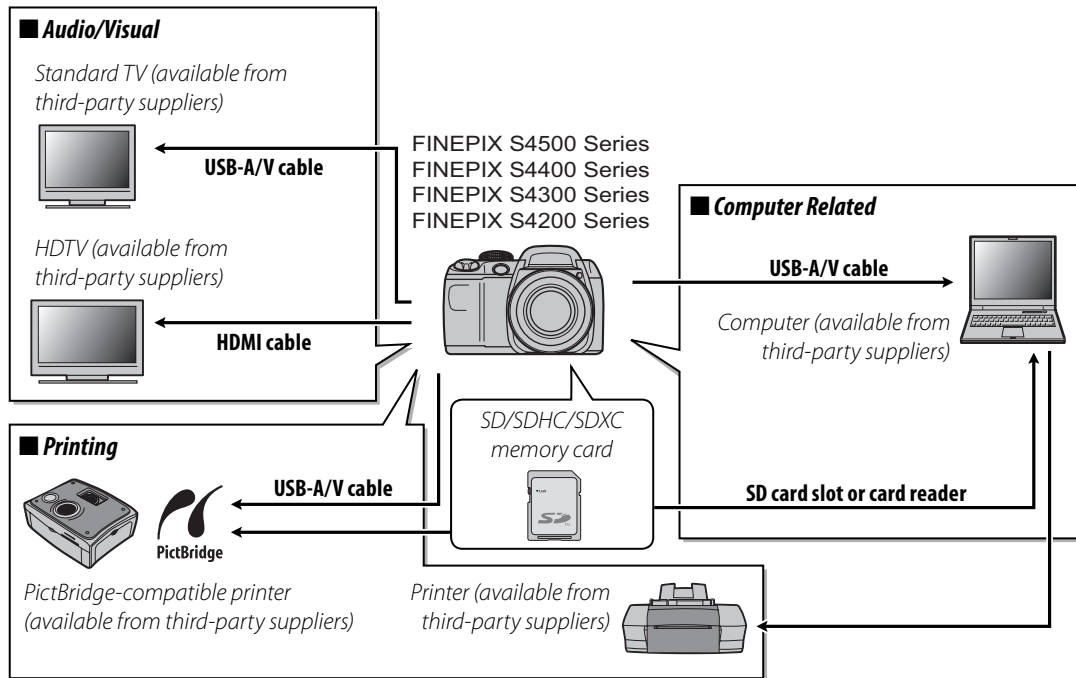 ■ Audio/Visual
Standard TV (available from
third-party suppliers)
USB-A/V cable
HDTV (available from
third-party suppliers)
HDMI cable
FINEPIX S4500 Series
FINEPIX S4400 Series
FINEPIX S4300 Series
FINEPIX S4200 Series
■ Computer Related
USB-A/V cable
Computer (available from
third-party suppliers)
SD/SDHC/SDXC
memory card
SD card slot or card reader
■ Printing
USB-A/V cable
PictBridge
PictBridge-compatible printer
(available from third-party suppliers)
Printer (available from
third-party suppliers)